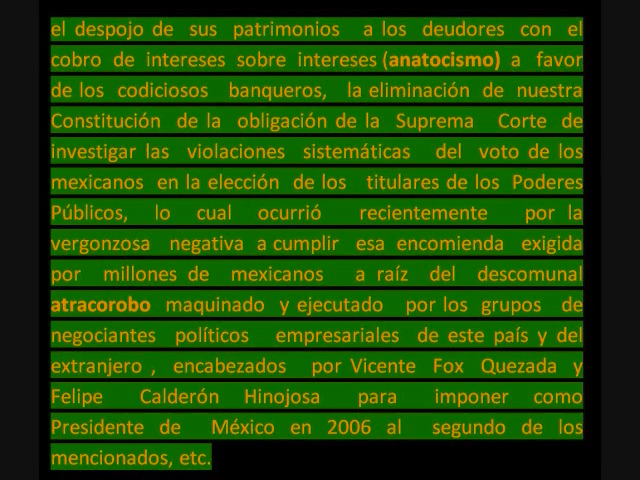 el despojo de sus patrimonios a los deudores con el
cobro de intereses sobre intereses (anatocismo) a favor
de los codiciosos banqueros, la eliminación de nuestra
Constitución de la obligación de la Suprema Corte de
investigar las violaciones sistemáticas del voto de los
mexicanos en la elección de los titulares de los Poderes
Públicos, lo cual ocurrió recientemente por la
vergonzosa negativa a cumplir esa encomienda exigida
por millones de mexicanos a raíz del descomunal
atracorobo maquinado y ejecutado por los grupos de
negociantes políticos empresariales de este país y del
extranjero , encabezados por Vicente Fox Quezada y
Felipe Calderón Hinojosa para imponer como
Presidente de México en 2006 al segundo de los
mencionados, etc.